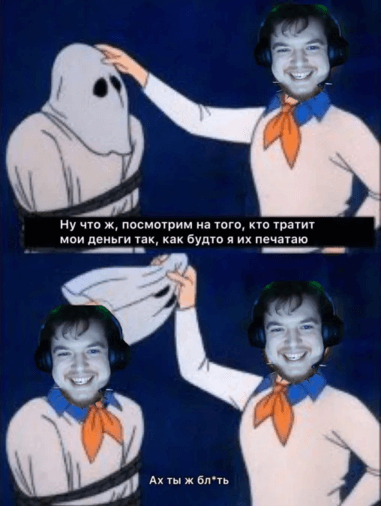 Ну что ж, посмотрим на того, кто тратит
мои деньги так, как будто я их печатаю
Ах ты ж бл*ть